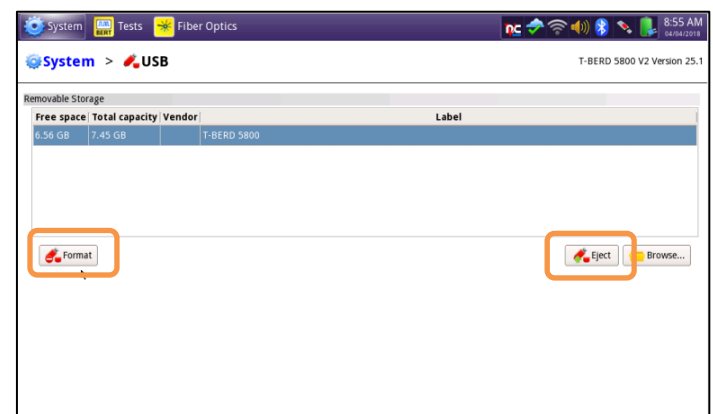 System Tests Fiber Optics 8:55 AM
04/04/2018
System > USB T-BERD 5800 V2 Version 25.1
Removable Storage
Free space Total capacity Vendor Label
6.56 GB 7.45 GB T-BERD 5800
Format Eject Browse...